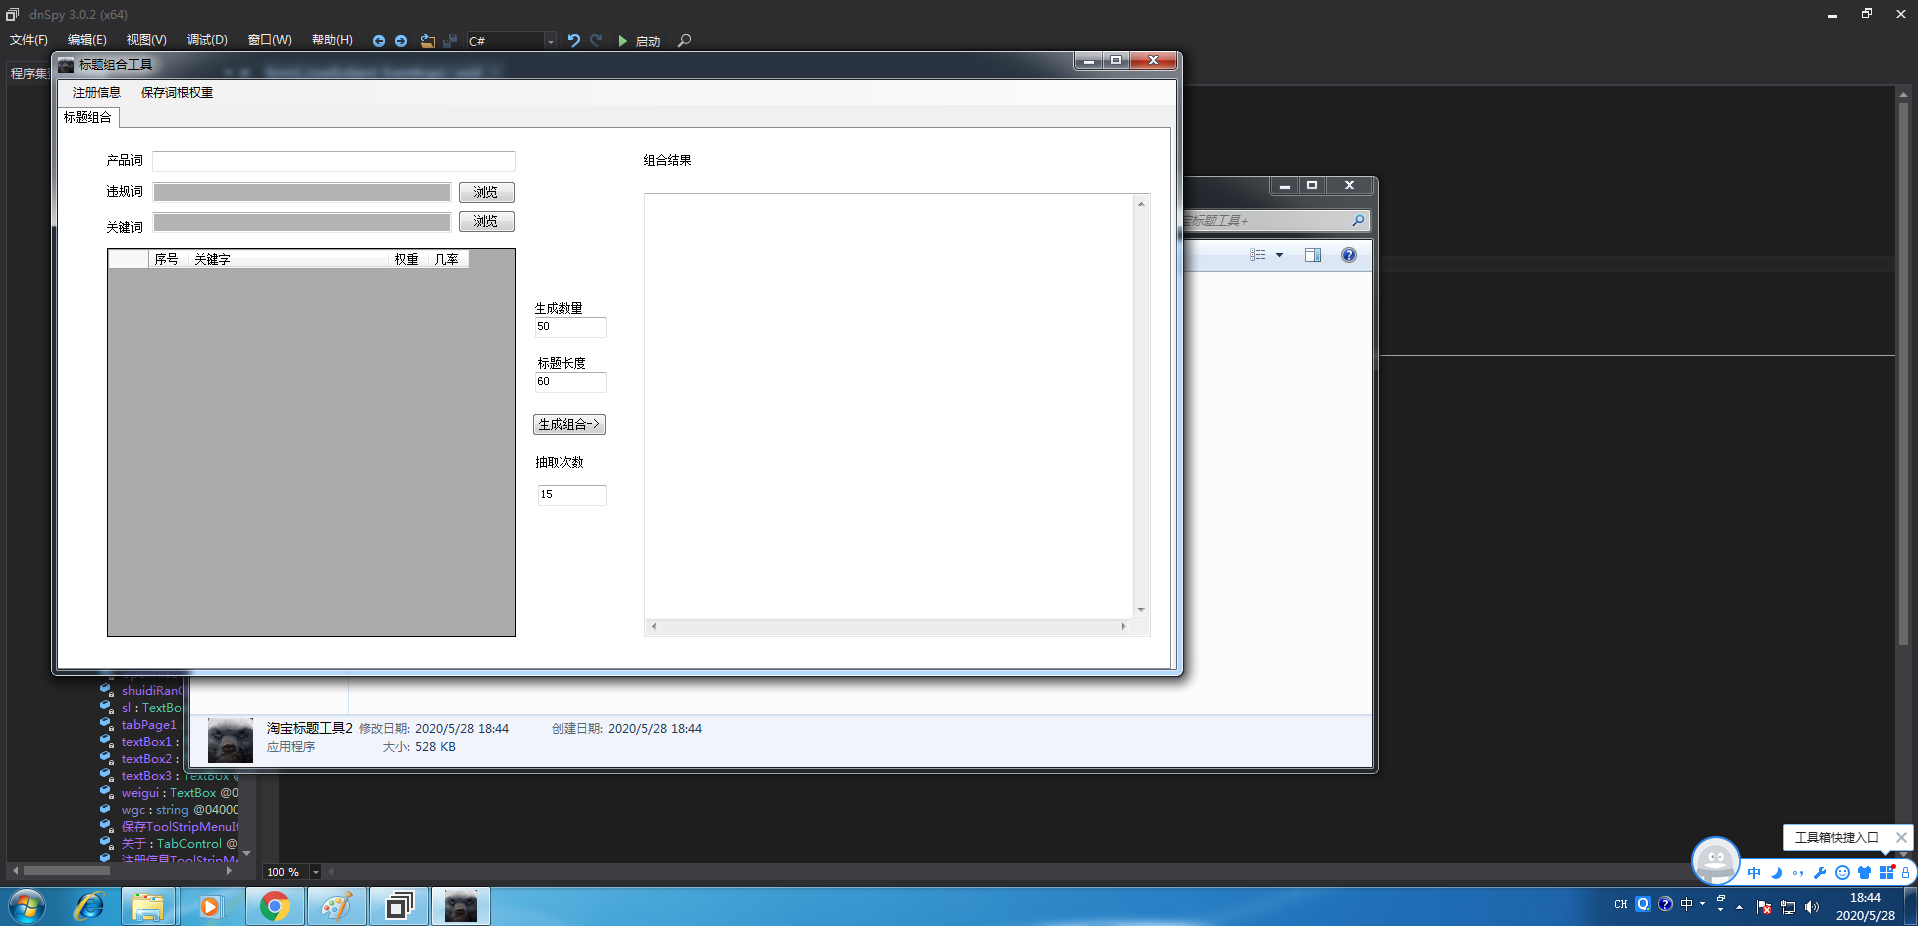 dnSpy 3.0.2 (x64)
文件(F) 编辑(E) 视图(V) 调试(D) 窗口(W) 帮助(H) C# 启动
程序集
标题组合工具
注册信息 保存词根权重
标题组合
产品词
违规词 浏览
关键词 浏览
序号 关键字 权重 几率
生成数量
50
标题长度
60
生成组合->
抽取次数
15
组合结果
标题工具+
shuidiRan
sl : TextBo
tabPage1
textBox1 :
textBox2 :
textBox3 : TextBox @
weigui : TextBox @0
wgc : string @0400
保存ToolStripMenuIt
关于 : TabControl @
注册信息ToolStripMe
淘宝标题工具2 修改日期: 2020/5/28 18:44 创建日期: 2020/5/28 18:44
应用程序 大小: 528 KB
100 %
工具箱快捷入口
中
CH 中
18:44
2020/5/28